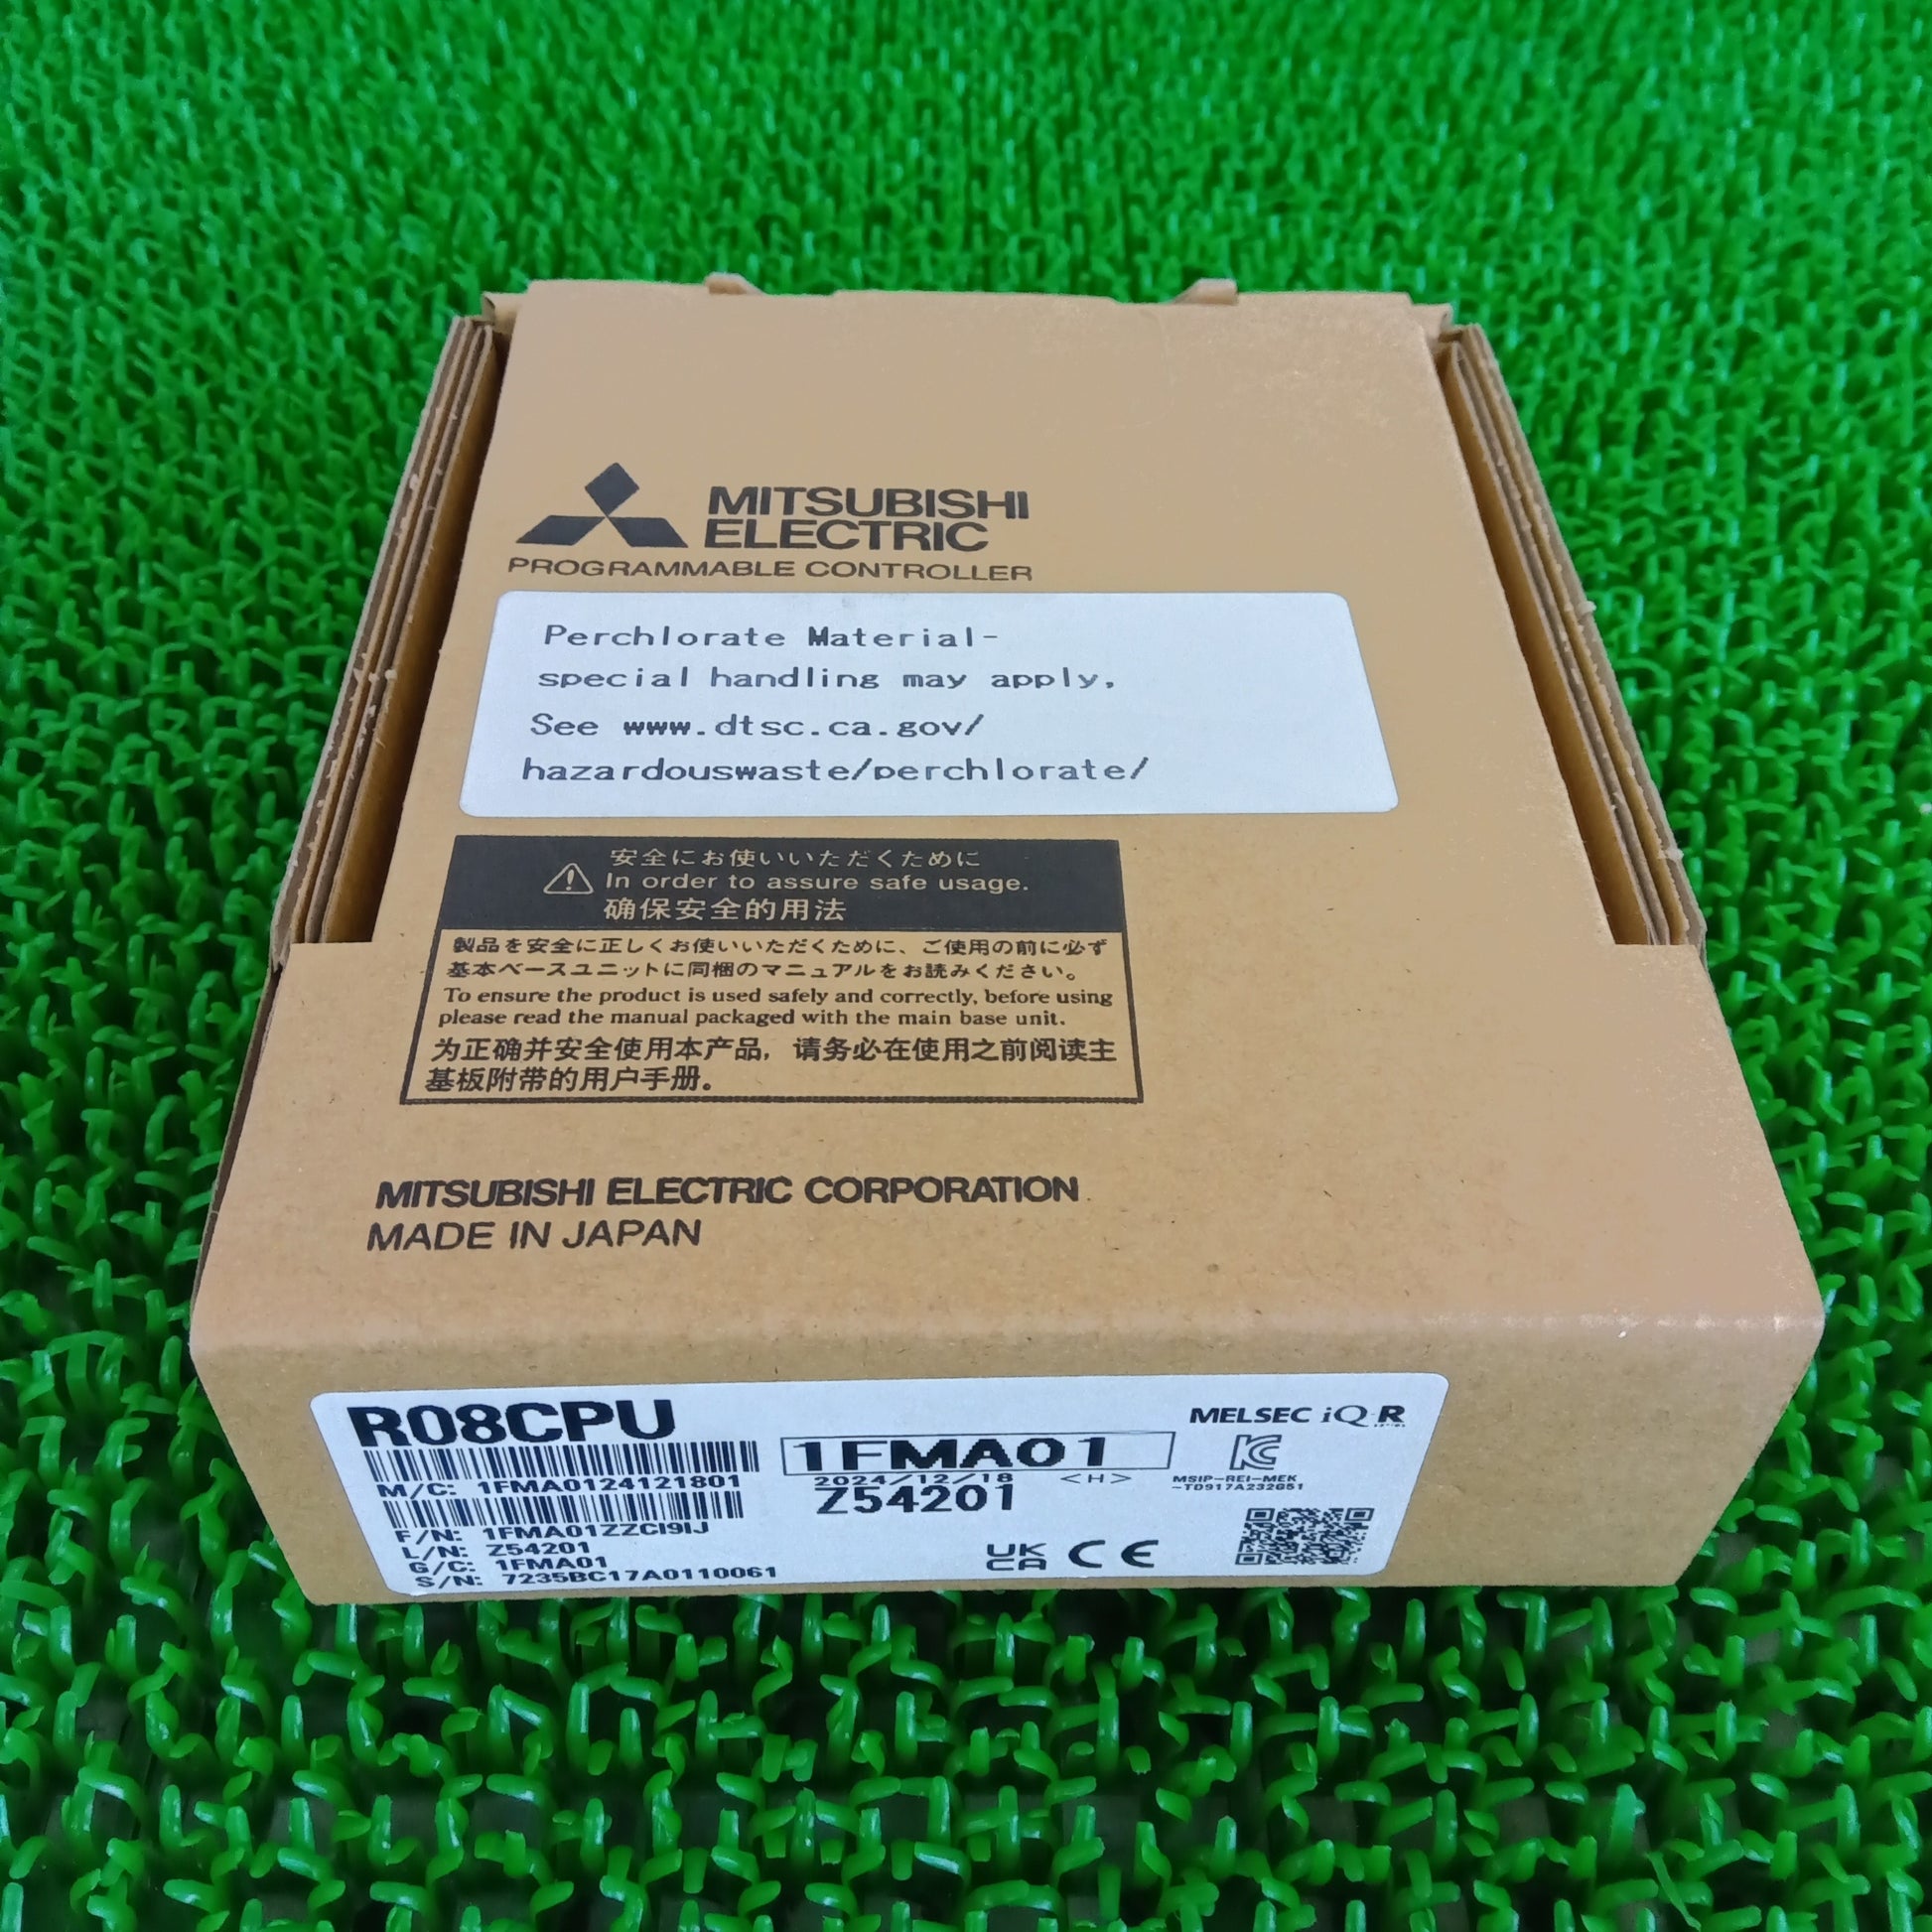 MITSUBISHI
ELECTRIC
PROGRAMMABLE CONTROLLER
Perchlorate Material-
special handling may apply,
See www.dtsc.ca.gov/
hazardouswaste/perchlorate/
安全にお使いいただくために
In order to assure safe usage.
确保安全的用法
製品を安全に正しくお使いいただくために、ご使用の前に必ず
基本ベースユニットに同梱のマニュアルをお読みください。
To ensure the product is used safely and correctly, before using
please read the manual packaged with the main base unit.
为正确并安全使用本产品，请务必在使用之前阅读主
基板附带的用户手册。
MITSUBISHI ELECTRIC CORPORATION
MADE IN JAPAN
R08CPU
M/C: 1FMA0124121801
F/N: 1FMA01ZZCI9IJ
L/N: Z54201
G/C: 1FMA01
S/N: 7235BC17A0110061
1FMA01
2024/12/18 <H>
Z54201
UK
CA
CE
MELSEC iQ-R
MSIP-REI-MEK
-TD917A232G51